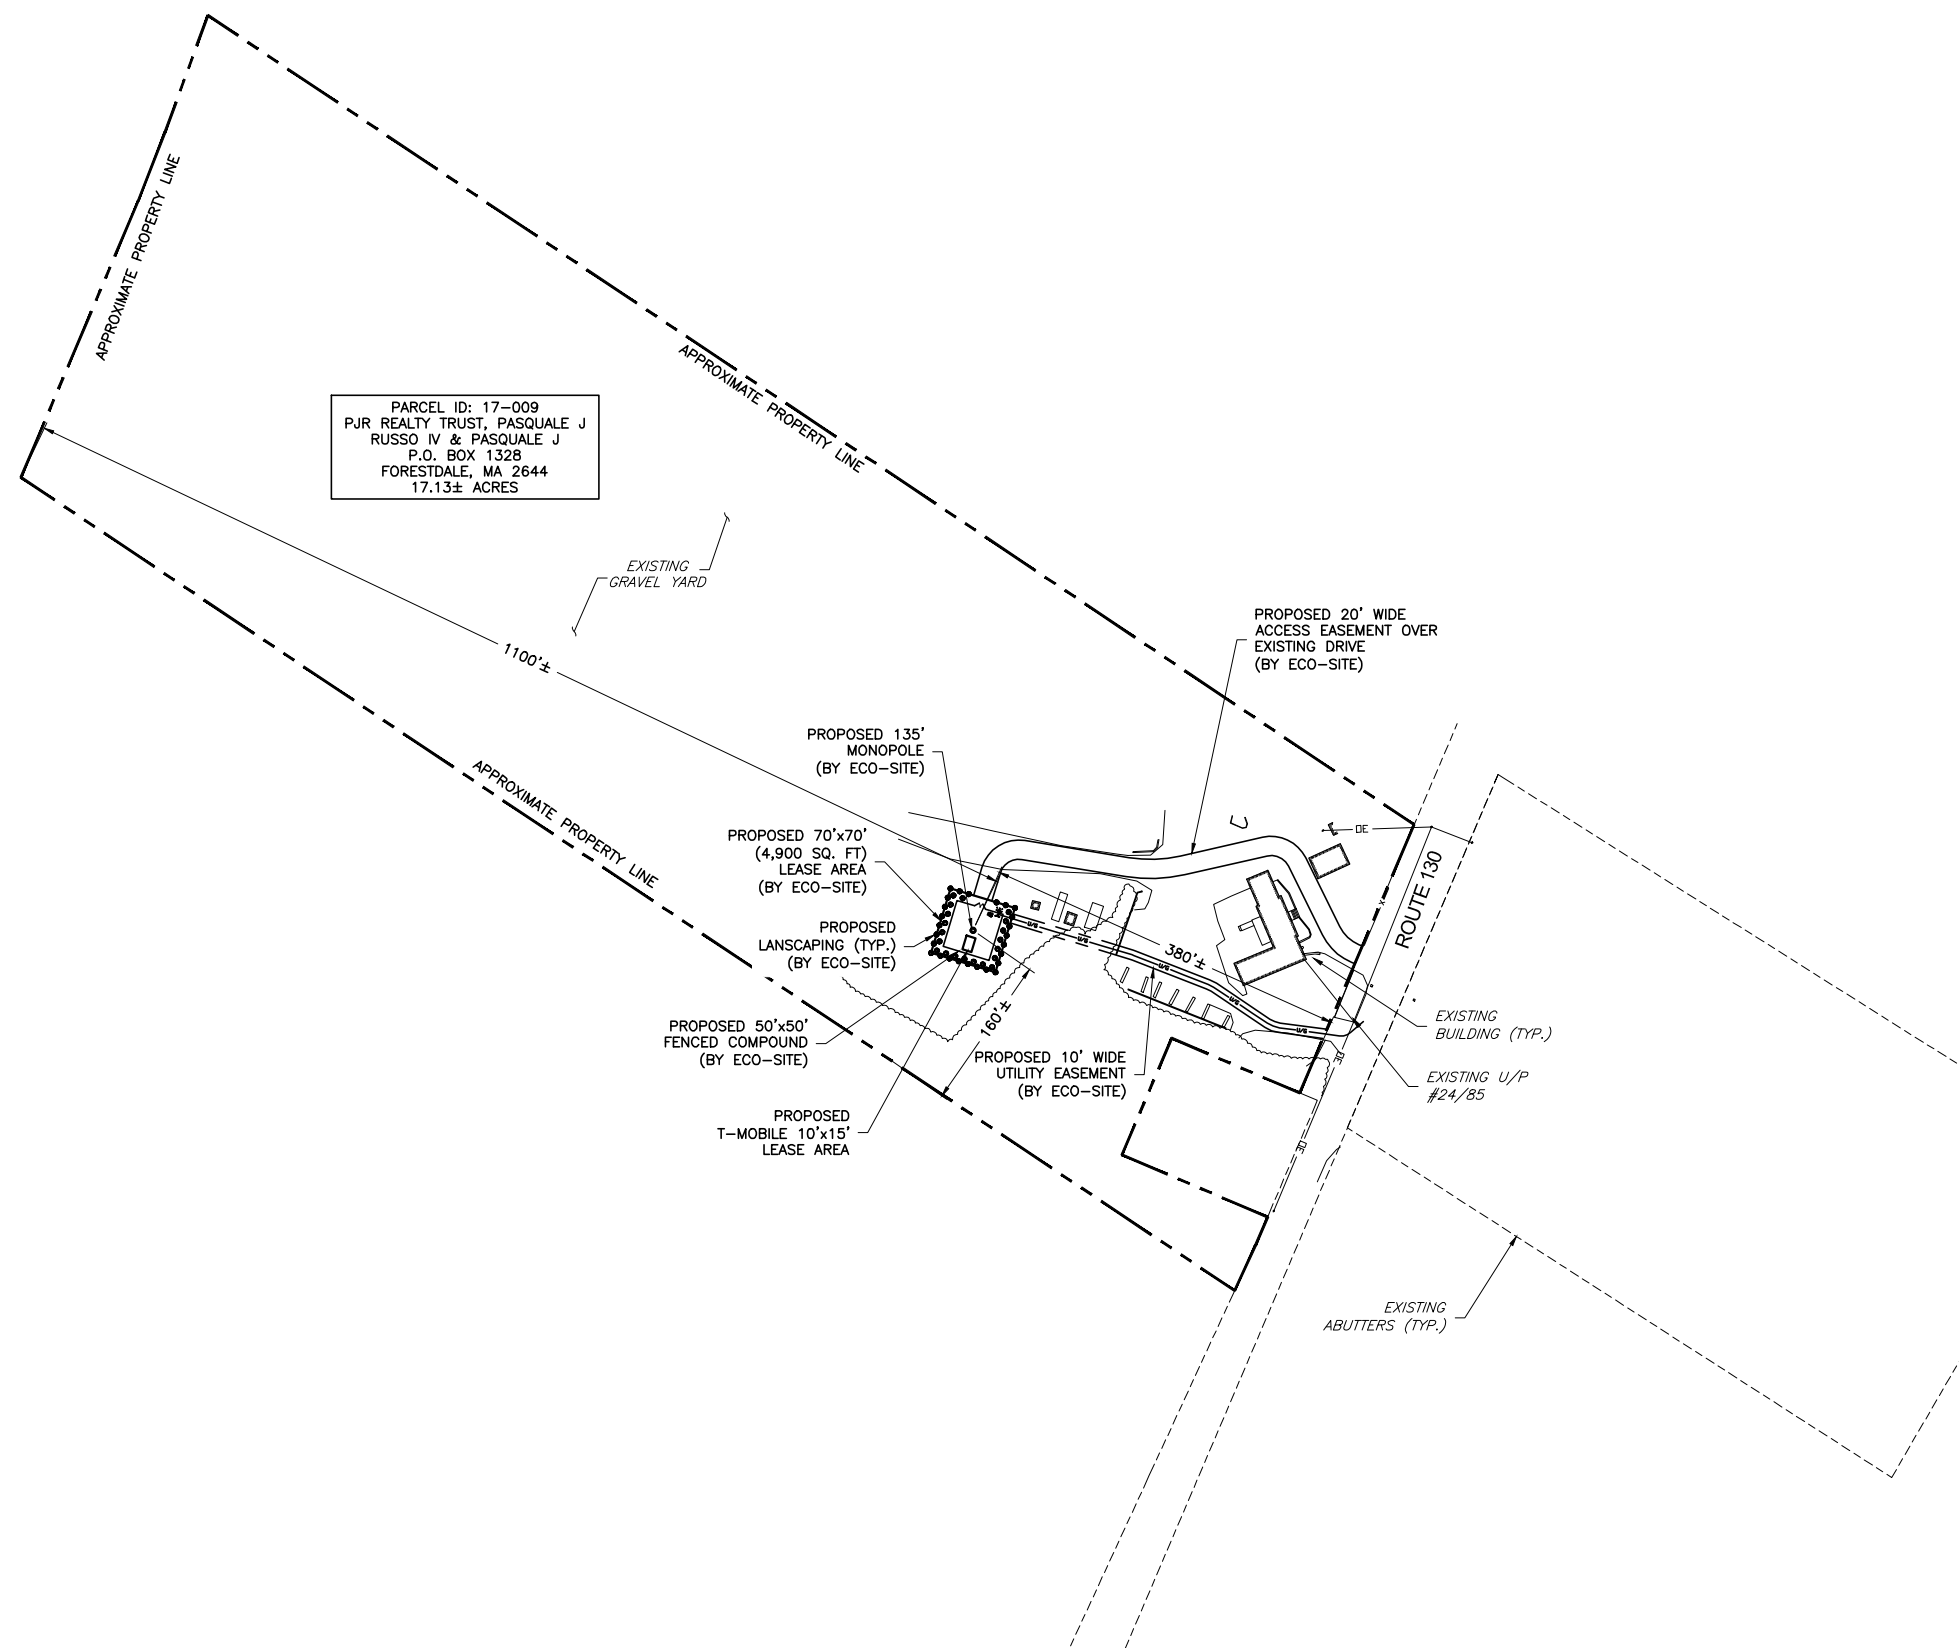 APPROXIMATE PROPERTY LINE
APPROXIMATE PROPERTY LINE
PARCEL ID: 17-009
PJR REALTY TRUST, PASQUALE J
RUSSO IV & PASQUALE J
P.O. BOX 1328
FORESTDALE, MA 2644
17.13± ACRES
EXISTING
GRAVEL YARD
1100'±
PROPOSED 20' WIDE
ACCESS EASEMENT OVER
EXISTING DRIVE
(BY ECO-SITE)
PROPOSED 135'
MONOPOLE
(BY ECO-SITE)
APPROXIMATE PROPERTY LINE
PROPOSED 70'x70'
(4,900 SQ. FT)
LEASE AREA
(BY ECO-SITE)
OE
ROUTE 130
X
PROPOSED
LANSCAPING (TYP.)
(BY ECO-SITE)
380'±
160'±
PROPOSED 50'x50'
FENCED COMPOUND
(BY ECO-SITE)
PROPOSED 10' WIDE
UTILITY EASEMENT
(BY ECO-SITE)
EXISTING
BUILDING (TYP.)
OE
EXISTING U/P
#24/85
PROPOSED
T-MOBILE 10'x15'
LEASE AREA
OE
EXISTING
ABUTTERS (TYP.)